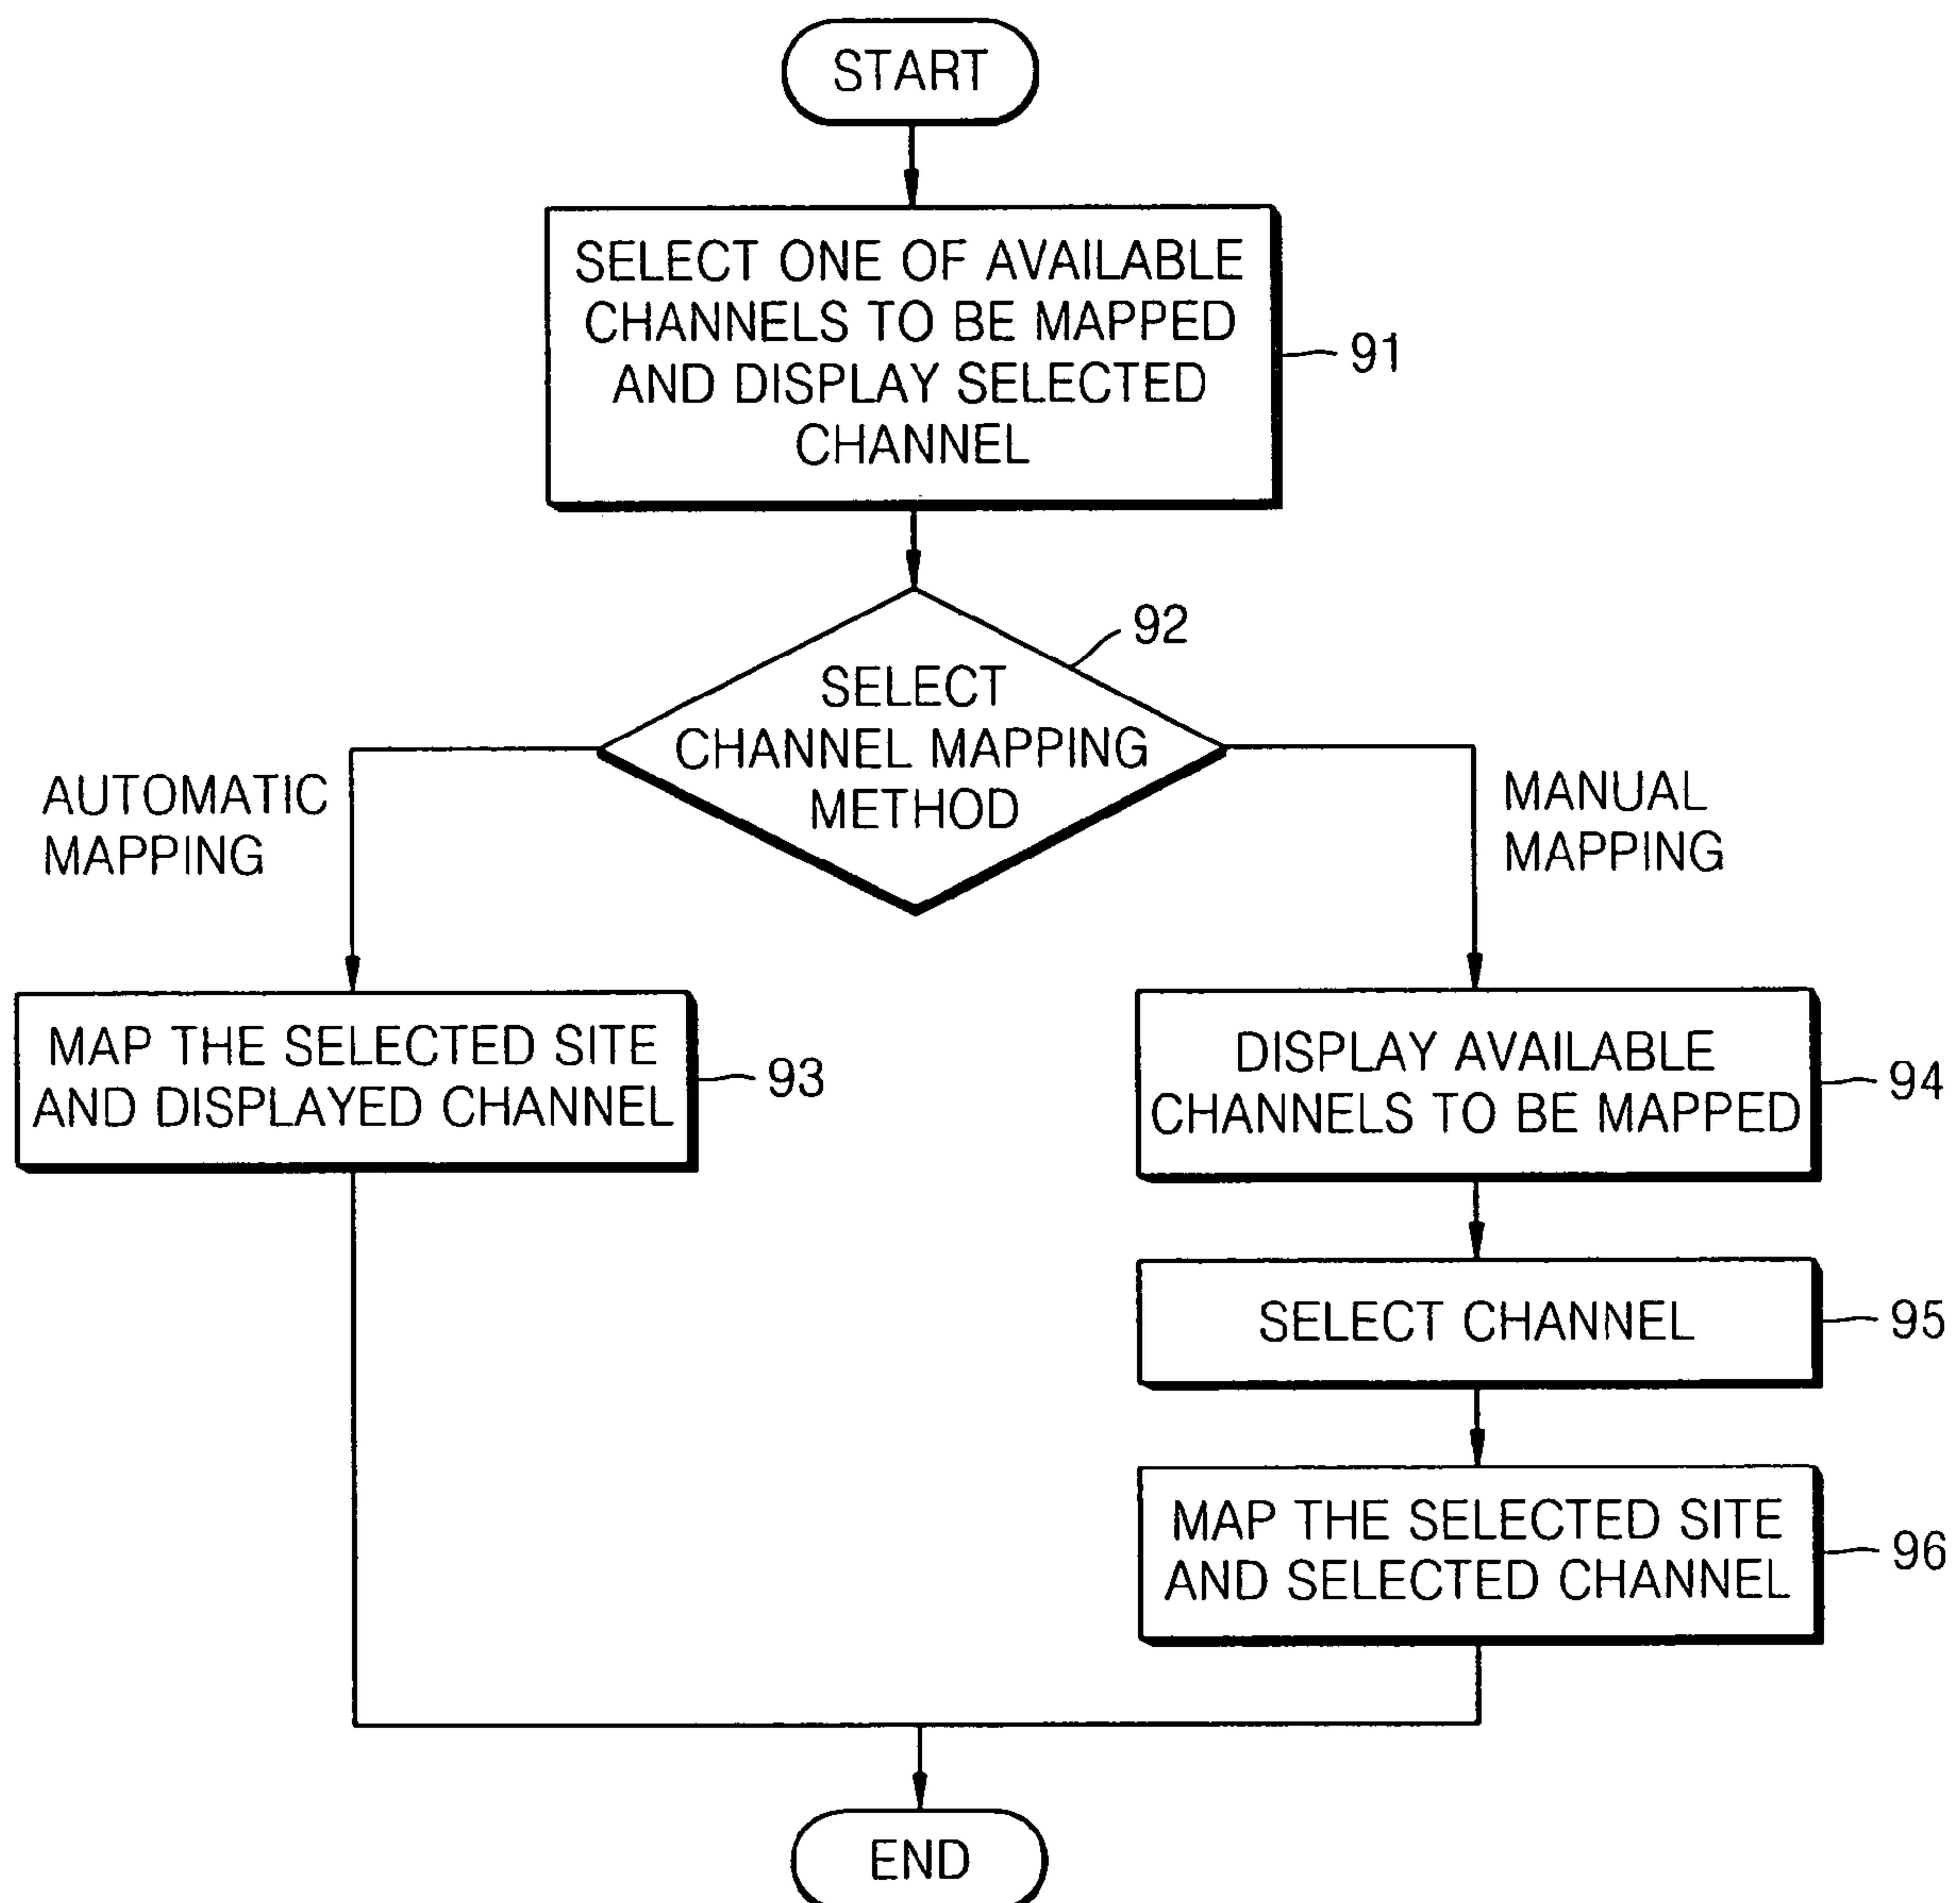 START
SELECT ONE OF AVAILABLE
CHANNELS TO BE MAPPED
AND DISPLAY SELECTED
CHANNEL
91
92
SELECT
CHANNEL MAPPING
METHOD
AUTOMATIC
MAPPING
MANUAL
MAPPING
MAP THE SELECTED SITE
AND DISPLAYED CHANNEL
93
DISPLAY AVAILABLE
CHANNELS TO BE MAPPED
94
SELECT CHANNEL
95
MAP THE SELECTED SITE
AND SELECTED CHANNEL
96
END